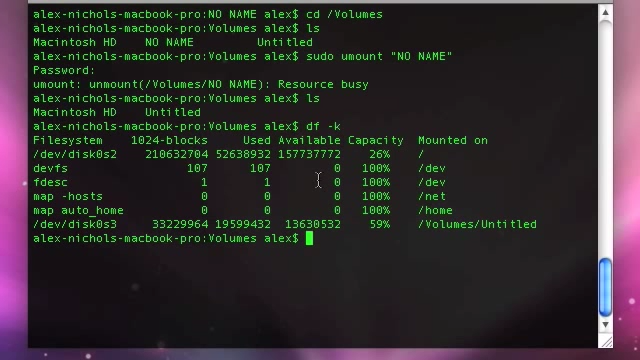 alex-nichols-macbook-pro:NO NAME alex$ cd /Volumes
alex-nichols-macbook-pro:Volumes alex$ ls
Macintosh HD    NO NAME         Untitled
alex-nichols-macbook-pro:Volumes alex$ sudo umount "NO NAME"
Password:
umount: unmount(/Volumes/NO NAME): Resource busy
alex-nichols-macbook-pro:Volumes alex$ ls
Macintosh HD    Untitled
alex-nichols-macbook-pro:Volumes alex$ df -k
Filesystem    1024-blocks     Used Available Capacity  Mounted on
/dev/disk0s2    210632704 52638932 157737772    26%    /
devfs                 107      107         0   100%    /dev
fdesc                   1        1         0   100%    /dev
map -hosts              0        0         0   100%    /net
map auto_home           0        0         0   100%    /home
/dev/disk0s3     33229964 19599432  13630532    59%    /Volumes/Untitled
alex-nichols-macbook-pro:Volumes alex$